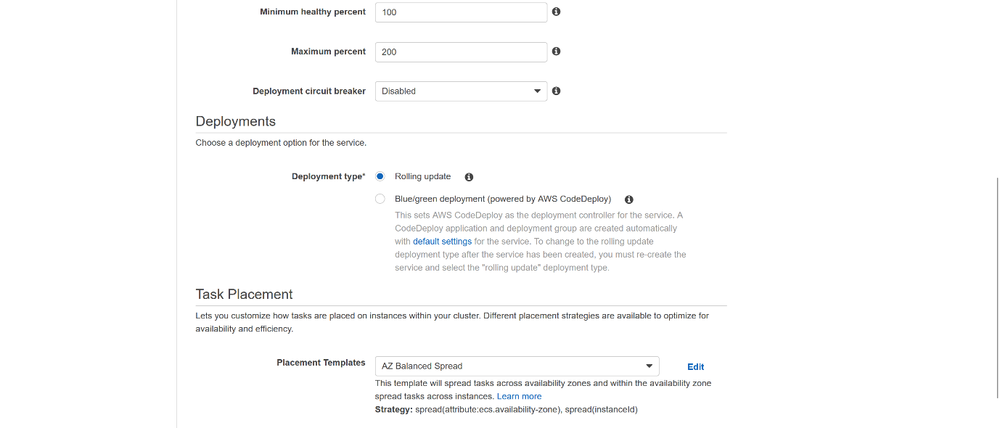 Minimum healthy percent 100
Maximum percent 200
Deployment circuit breaker Disabled
Deployments
Choose a deployment option for the service.
Deployment type* Rolling update
Blue/green deployment (powered by AWS CodeDeploy)
This sets AWS CodeDeploy as the deployment controller for the service. A
CodeDeploy application and deployment group are created automatically
with default settings for the service. To change to the rolling update
deployment type after the service has been created, you must re-create the
service and select the "rolling update" deployment type.
Task Placement
Lets you customize how tasks are placed on instances within your cluster. Different placement strategies are available to optimize for
availability and efficiency.
Placement Templates AZ Balanced Spread Edit
This template will spread tasks across availability zones and within the availability zone
spread tasks across instances. Learn more
Strategy: spread(attribute:ecs.availability-zone), spread(instanceId)